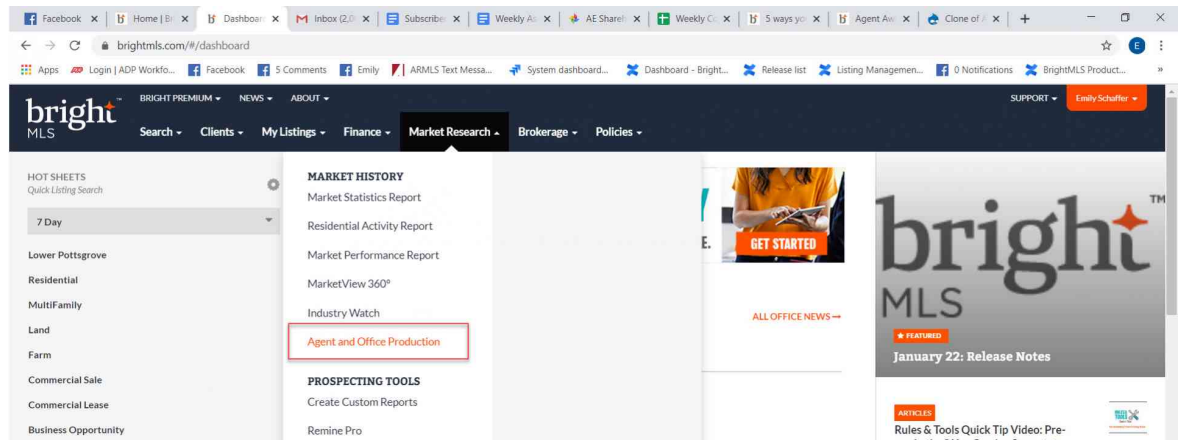 Facebook
Home | Br
Dashboar
Inbox (2,0
Subscribe
Weekly A
AE Share
Weekly C
5 ways yo
Agent Aw
Clone of
brightmls.com/#/dashboard
E
Apps
Login | ADP Workfo...
Facebook
5 Comments
Emily
ARMLS Text Messa...
System dashboard...
Dashboard - Bright...
Release list
Listing Managemen...
0 Notifications
BrightMLS Product...
bright
MLS
BRIGHT PREMIUM
NEWS
ABOUT
SUPPORT
Emily Schaffer
Search
Clients
My Listings
Finance
Market Research
Brokerage
Policies
HOT SHEETS
Quick Listing Search
7 Day
Lower Pottsgrove
Residential
MultiFamily
Land
Farm
Commercial Sale
Commercial Lease
Business Opportunity
MARKET HISTORY
Market Statistics Report
Residential Activity Report
Market Performance Report
MarketView 360°
Industry Watch
Agent and Office Production
PROSPECTING TOOLS
Create Custom Reports
Remine Pro
E.
GET STARTED
ALL OFFICE NEWS
bright™
MLS
FEATURED
January 22: Release Notes
ARTICLES
Rules & Tools Quick Tip Video: Pre-